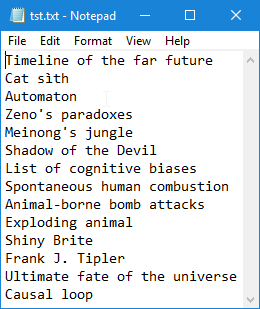 tst.txt - Notepad
File Edit Format View Help
Timeline of the far future
Cat sìth
Automaton
Zeno's paradoxes
Meinong's jungle
Shadow of the Devil
List of cognitive biases
Spontaneous human combustion
Animal-borne bomb attacks
Exploding animal
Shiny Brite
Frank J. Tipler
Ultimate fate of the universe
Causal loop